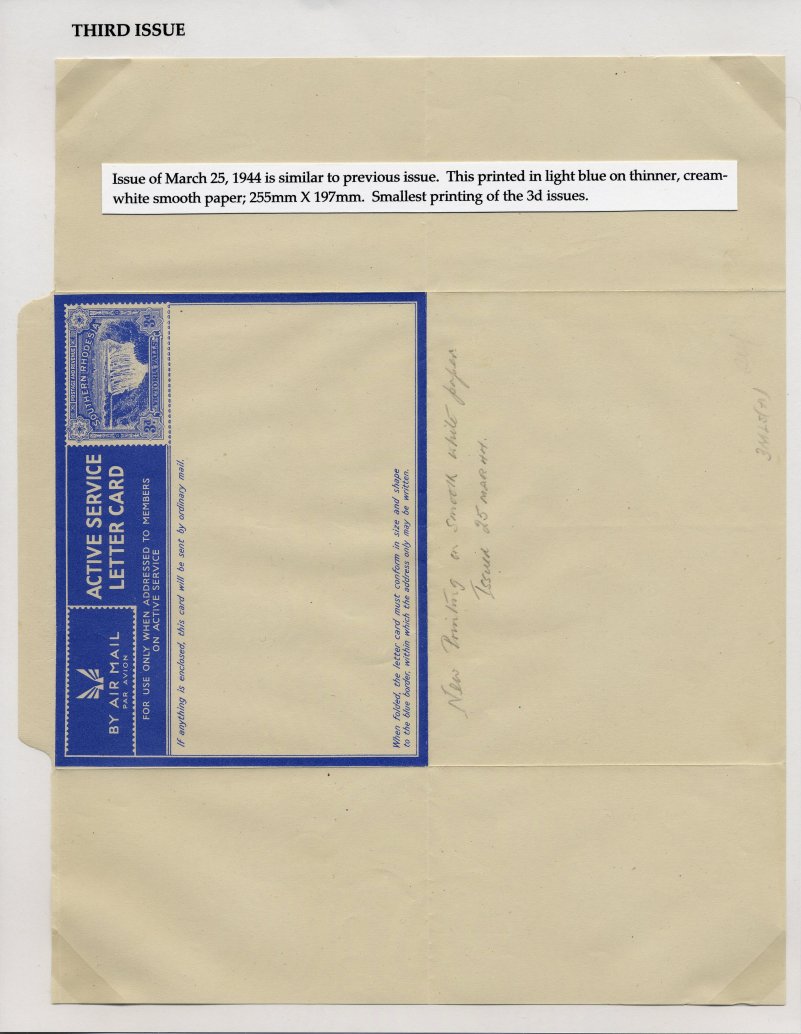 THIRD ISSUE
Issue of March 25, 1944 is similar to previous issue. This printed in light blue on thinner, cream-
white smooth paper; 255mm X 197mm. Smallest printing of the 3d issues.
POSTAGE AND REVENUE
SOUTHERN RHODESIA
3d
3d
VICTORIA FALLS
ACTIVE SERVICE
LETTER CARD
BY AIR MAIL
PAR AVION
FOR USE ONLY WHEN ADDRESSED TO MEMBERS
ON ACTIVE SERVICE
If anything is enclosed, this card will be sent by ordinary mail.
When folded, the letter card must conform in size and shape
to the blue border, within which the address only may be written.
New Printing on smooth white paper
Issued 25 MAR 44.